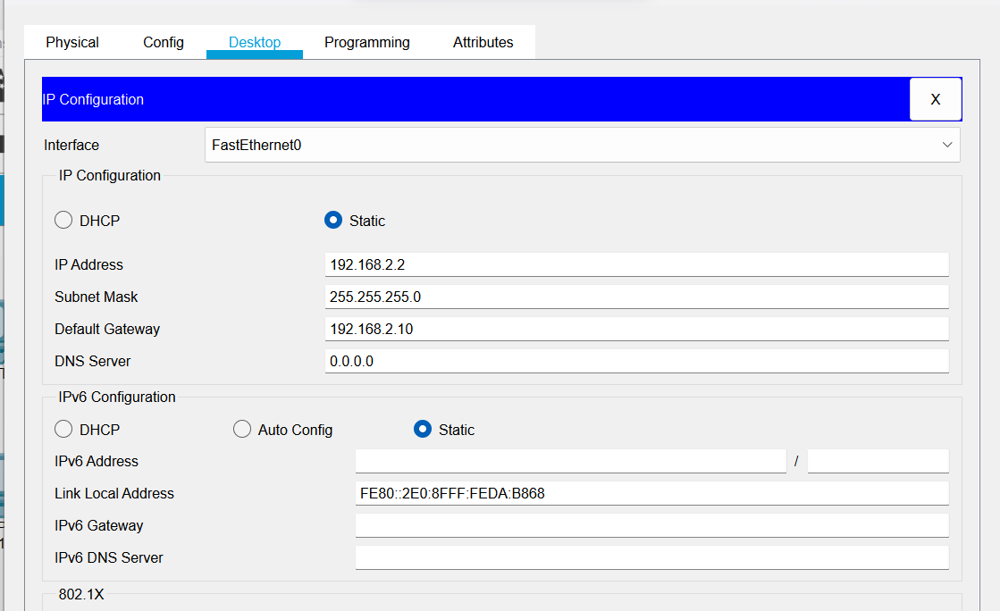 Physical Config Desktop Programming Attributes
IP Configuration X
Interface FastEthernet0
IP Configuration
DHCP Static
IP Address 192.168.2.2
Subnet Mask 255.255.255.0
Default Gateway 192.168.2.10
DNS Server 0.0.0.0
IPv6 Configuration
DHCP Auto Config Static
IPv6 Address /
Link Local Address FE80::2E0:8FFF:FEDA:B868
IPv6 Gateway
IPv6 DNS Server
802.1X